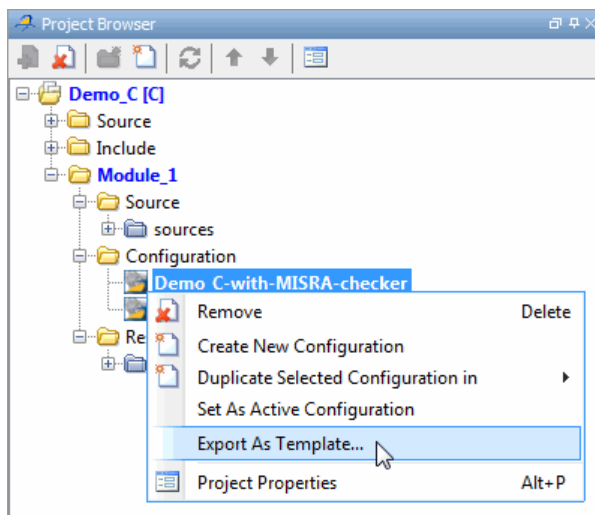 Project Browser
Demo_C [C]
Source
Include
Module_1
Source
sources
Configuration
Demo_C-with-MISRA-checker
Remove Delete
Create New Configuration
Re
Duplicate Selected Configuration in
Set As Active Configuration
Export As Template...
Project Properties Alt+P